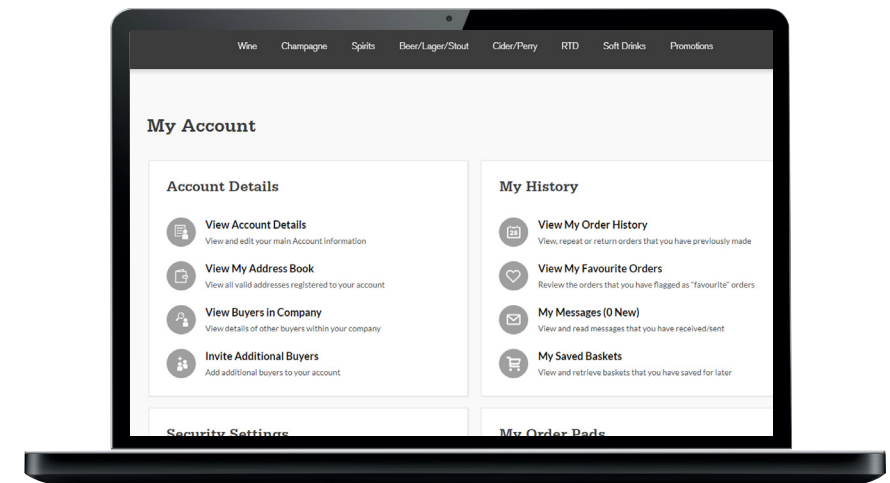 Wine Champagne Spirits Beer/Lager/Stout Cider/Perry RTD Soft Drinks Promotions
My Account
Account Details
View Account Details
View and edit your main Account information
View My Address Book
View all valid addresses registered to your account
View Buyers in Company
View details of other buyers within your company
Invite Additional Buyers
Add additional buyers to your account
My History
28
View My Order History
View, repeat or return orders that you have previously made
View My Favourite Orders
Review the orders that you have flagged as "favourite" orders
My Messages (0 New)
View and read messages that you have received/sent
My Saved Baskets
View and retrieve baskets that you have saved for later
Security Settings
My Order Pads